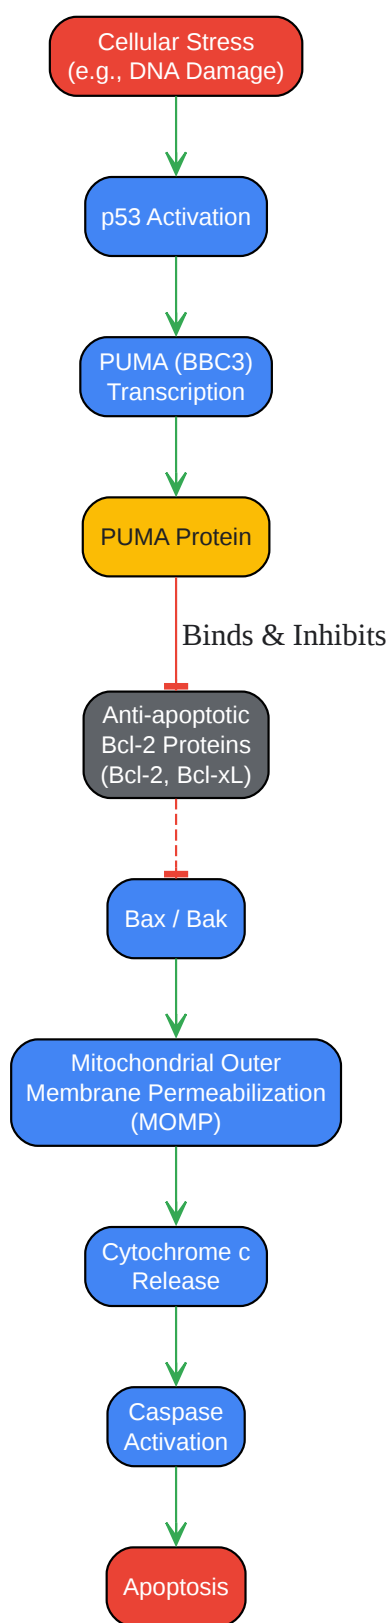 Cellular Stress
(e.g., DNA Damage)
p53 Activation
PUMA (BBC3)
Transcription
PUMA Protein
Binds & Inhibits
Anti-apoptotic
Bcl-2 Proteins
(Bcl-2, Bcl-xL)
Bax / Bak
Mitochondrial Outer
Membrane Permeabilization
(MOMP)
Cytochrome c
Release
Caspase
Activation
Apoptosis